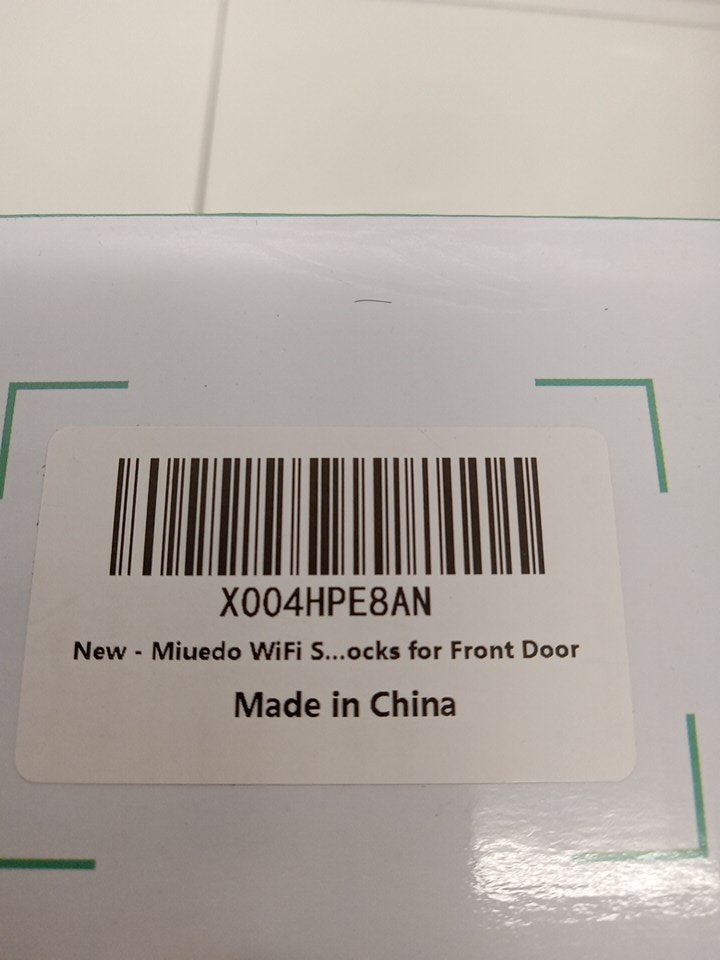 X004HPE8AN
New - Miuedo WiFi S...ocks for Front Door
Made in China